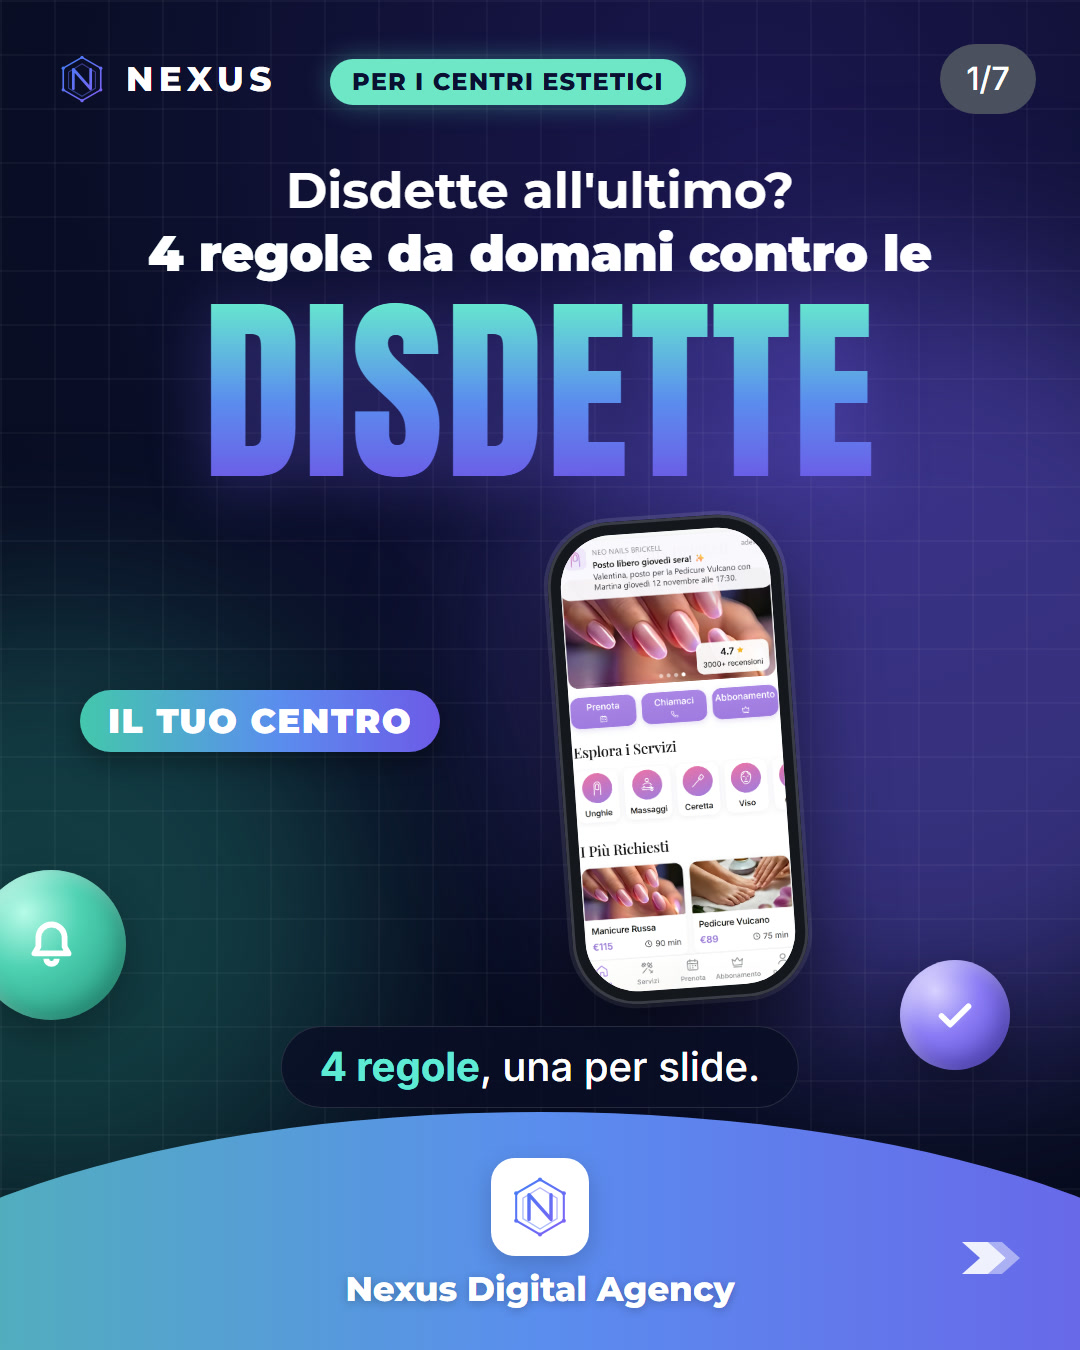 NEXUS
PER I CENTRI ESTETICI
1/7
Disdette all'ultimo?
4 regole da domani contro le
DISDETTE
NEO NAILS BRICKELL
Posto libero giovedì sera! ✨
Valentina, posto per la Pedicure Vulcano con
Martina giovedì 12 novembre alle 17:30.
4.7 ★
3000+ recensioni
Prenota
Chiamaci
Abbonamento
IL TUO CENTRO
Esplora i Servizi
Unghie
Massaggi
Ceretta
Viso
I Più Richiesti
Manicure Russa
€115
90 min
Pedicure Vulcano
€89
75 min
Servizi
Prenota
Abbonamento
4 regole, una per slide.
Nexus Digital Agency